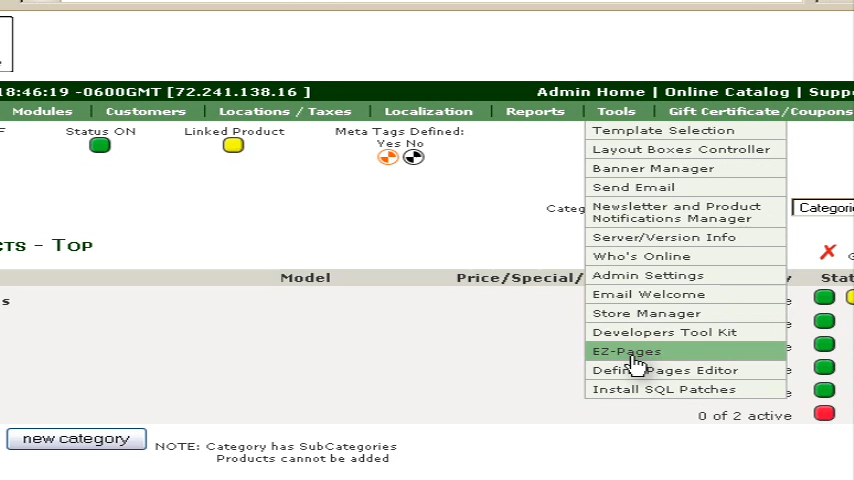 18:46:19 -0600GMT [72.241.138.16 ]
Admin Home | Online Catalog | Supp
Modules | Customers | Locations / Taxes | Localization | Reports | Tools | Gift Certificate/Coupons
Status ON
Linked Product
Meta Tags Defined:
Yes No
Template Selection
Layout Boxes Controller
Banner Manager
Send Email
Newsletter and Product
Notifications Manager
Server/Version Info
Who's Online
Admin Settings
Email Welcome
Store Manager
Developers Tool Kit
EZ-Pages
Define Pages Editor
Install SQL Patches
Categ
Categorie
cts - Top
Model
Price/Special/
Stat
s
0 of 2 active
new category
NOTE: Category has SubCategories
Products cannot be added